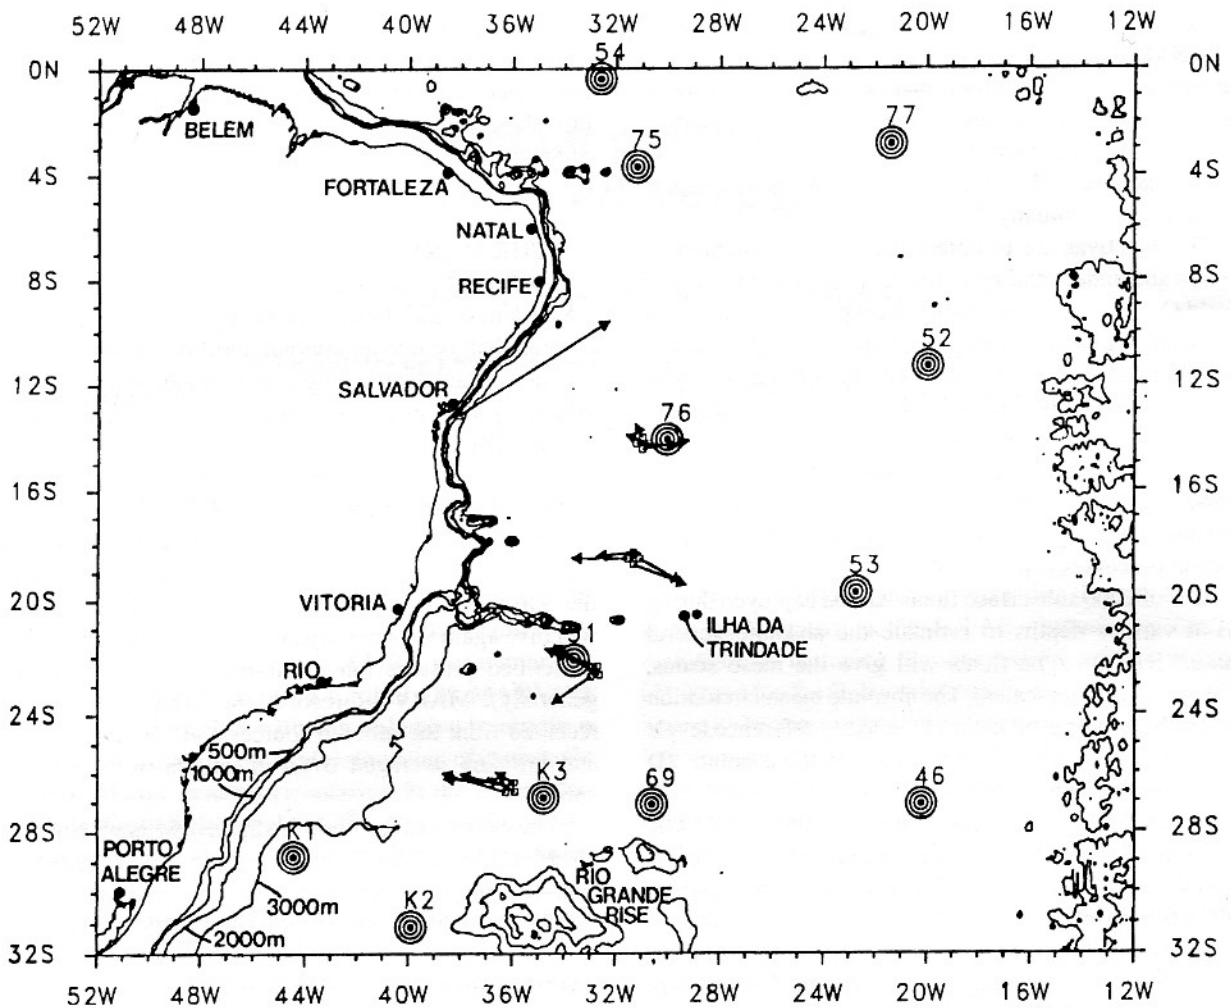 52W 48W 44W 40W 36W 32W 28W 24W 20W 16W 12W
54
0N 0N
77
75
BELEM
FORTALEZA
4S 4S
NATAL
RECIFE
8S 8S
52
SALVADOR
12S 12S
76
16S 16S
53
VITORIA
20S 20S
ILHA DA
TRINDADE
RIO
24S 24S
500m
1000m
K3 69 46
28S 28S
K1
PORTO
ALEGRE
RIO
GRANDE
RISE
3000m
K2
2000m
32S 32S
52W 48W 44W 40W 36W 32W 28W 24W 20W 16W 12W